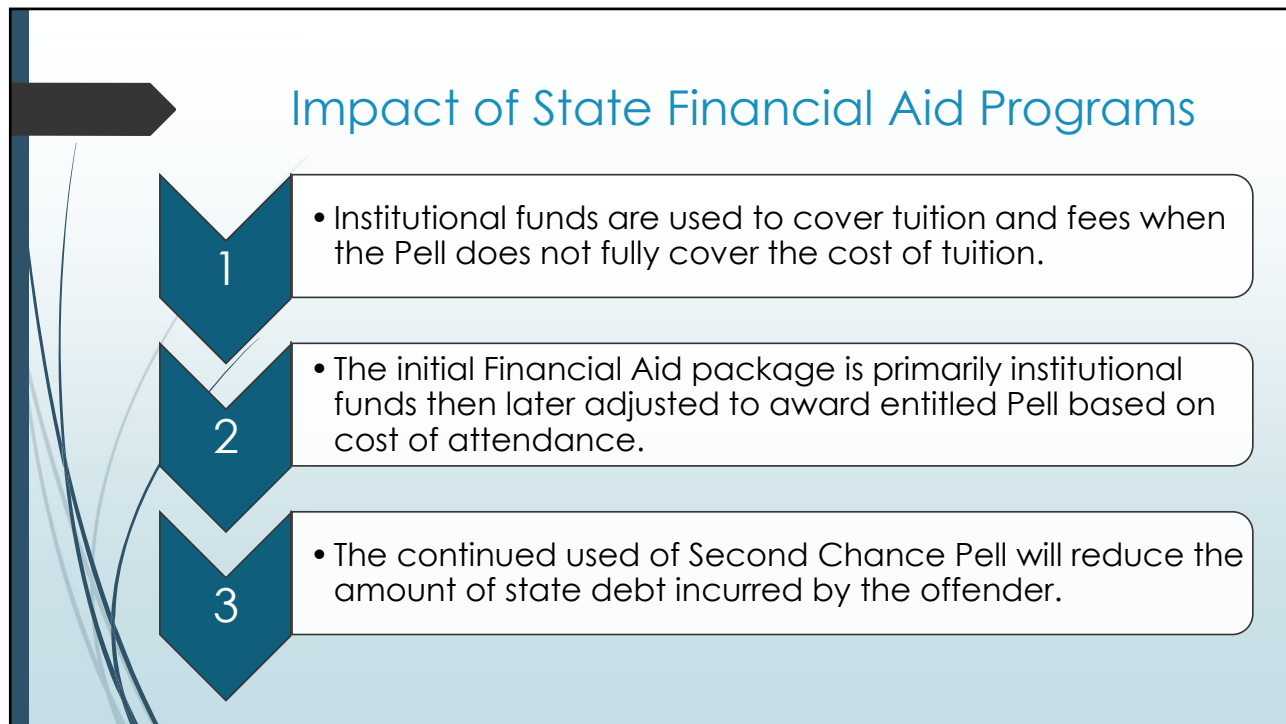 Impact of State Financial Aid Programs
1
• Institutional funds are used to cover tuition and fees when
the Pell does not fully cover the cost of tuition.
2
• The initial Financial Aid package is primarily institutional
funds then later adjusted to award entitled Pell based on
cost of attendance.
3
• The continued used of Second Chance Pell will reduce the
amount of state debt incurred by the offender.